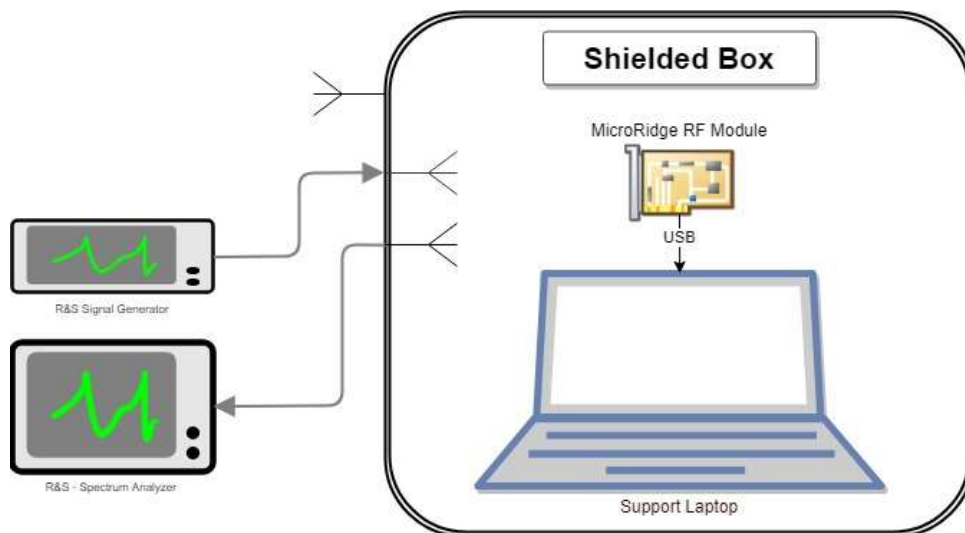 Shielded Box
MicroRidge RF Module
USB
R&S Signal Generator
R&S - Spectrum Analyzer
Support Laptop